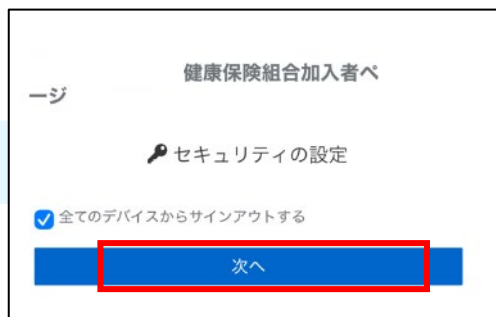 健康保険組合加入者ペ
ージ
セキュリティの設定
全てのデバイスからサインアウトする
次へ